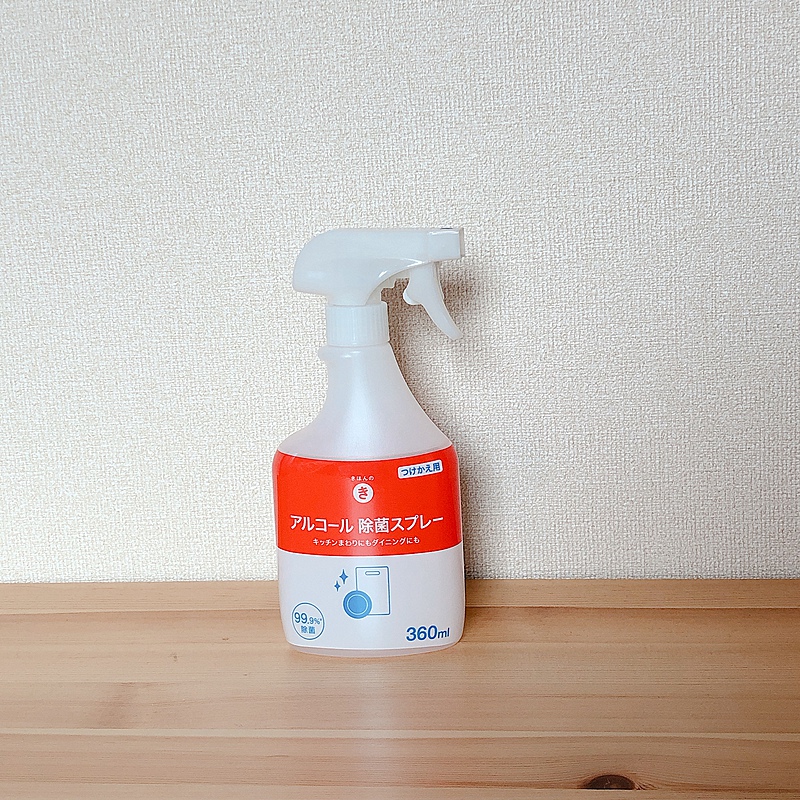 つけかえ用
きほんの
き
アルコール 除菌スプレー
キッチンまわりにもダイニングにも
99.9%*
除菌
360ml